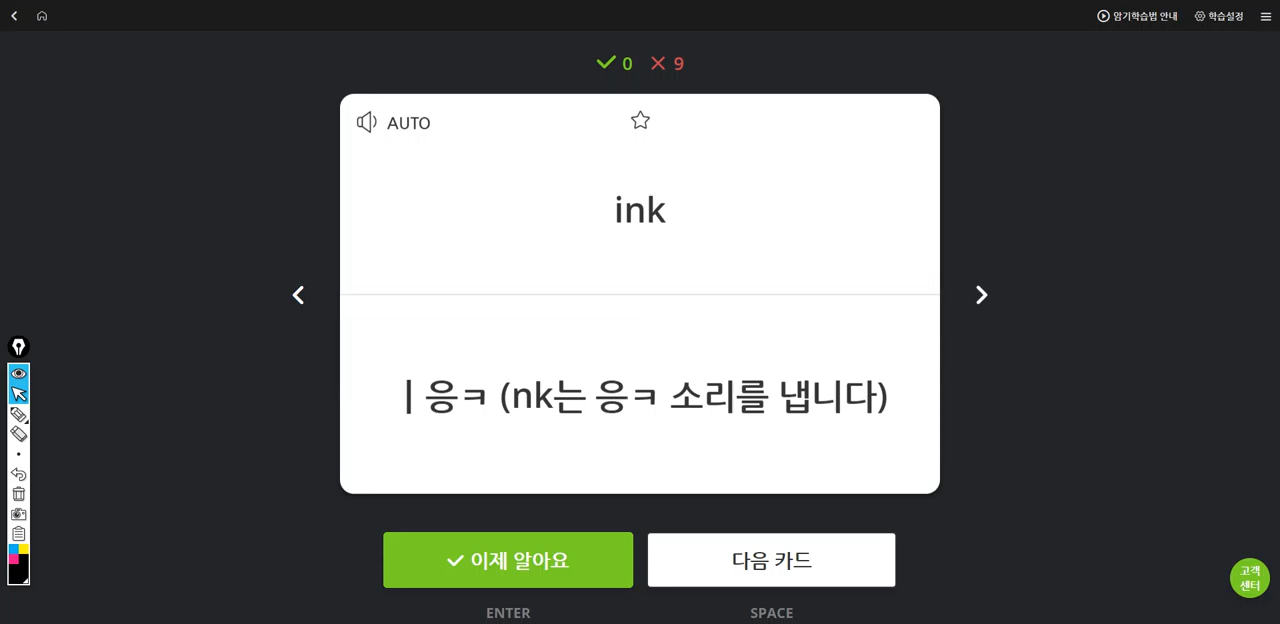 암기학습법 안내 학습설정
0 9
AUTO
ink
ㅣ응ㅋ (nk는 응ㅋ 소리를 냅니다)
이제 알아요 다음 카드
ENTER SPACE
고객
센터